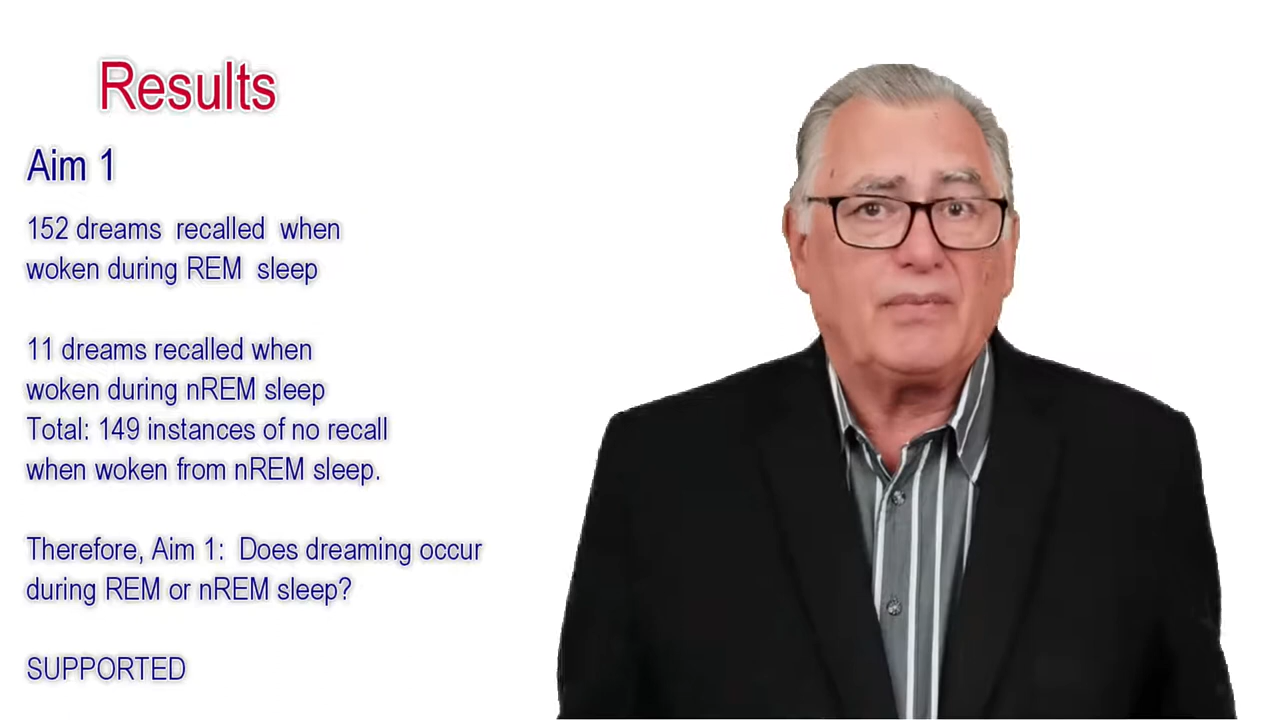 Results
Aim 1
152 dreams recalled when
woken during REM sleep
11 dreams recalled when
woken during nREM sleep
Total: 149 instances of no recall
when woken from nREM sleep.
Therefore, Aim 1: Does dreaming occur
during REM or nREM sleep?
SUPPORTED